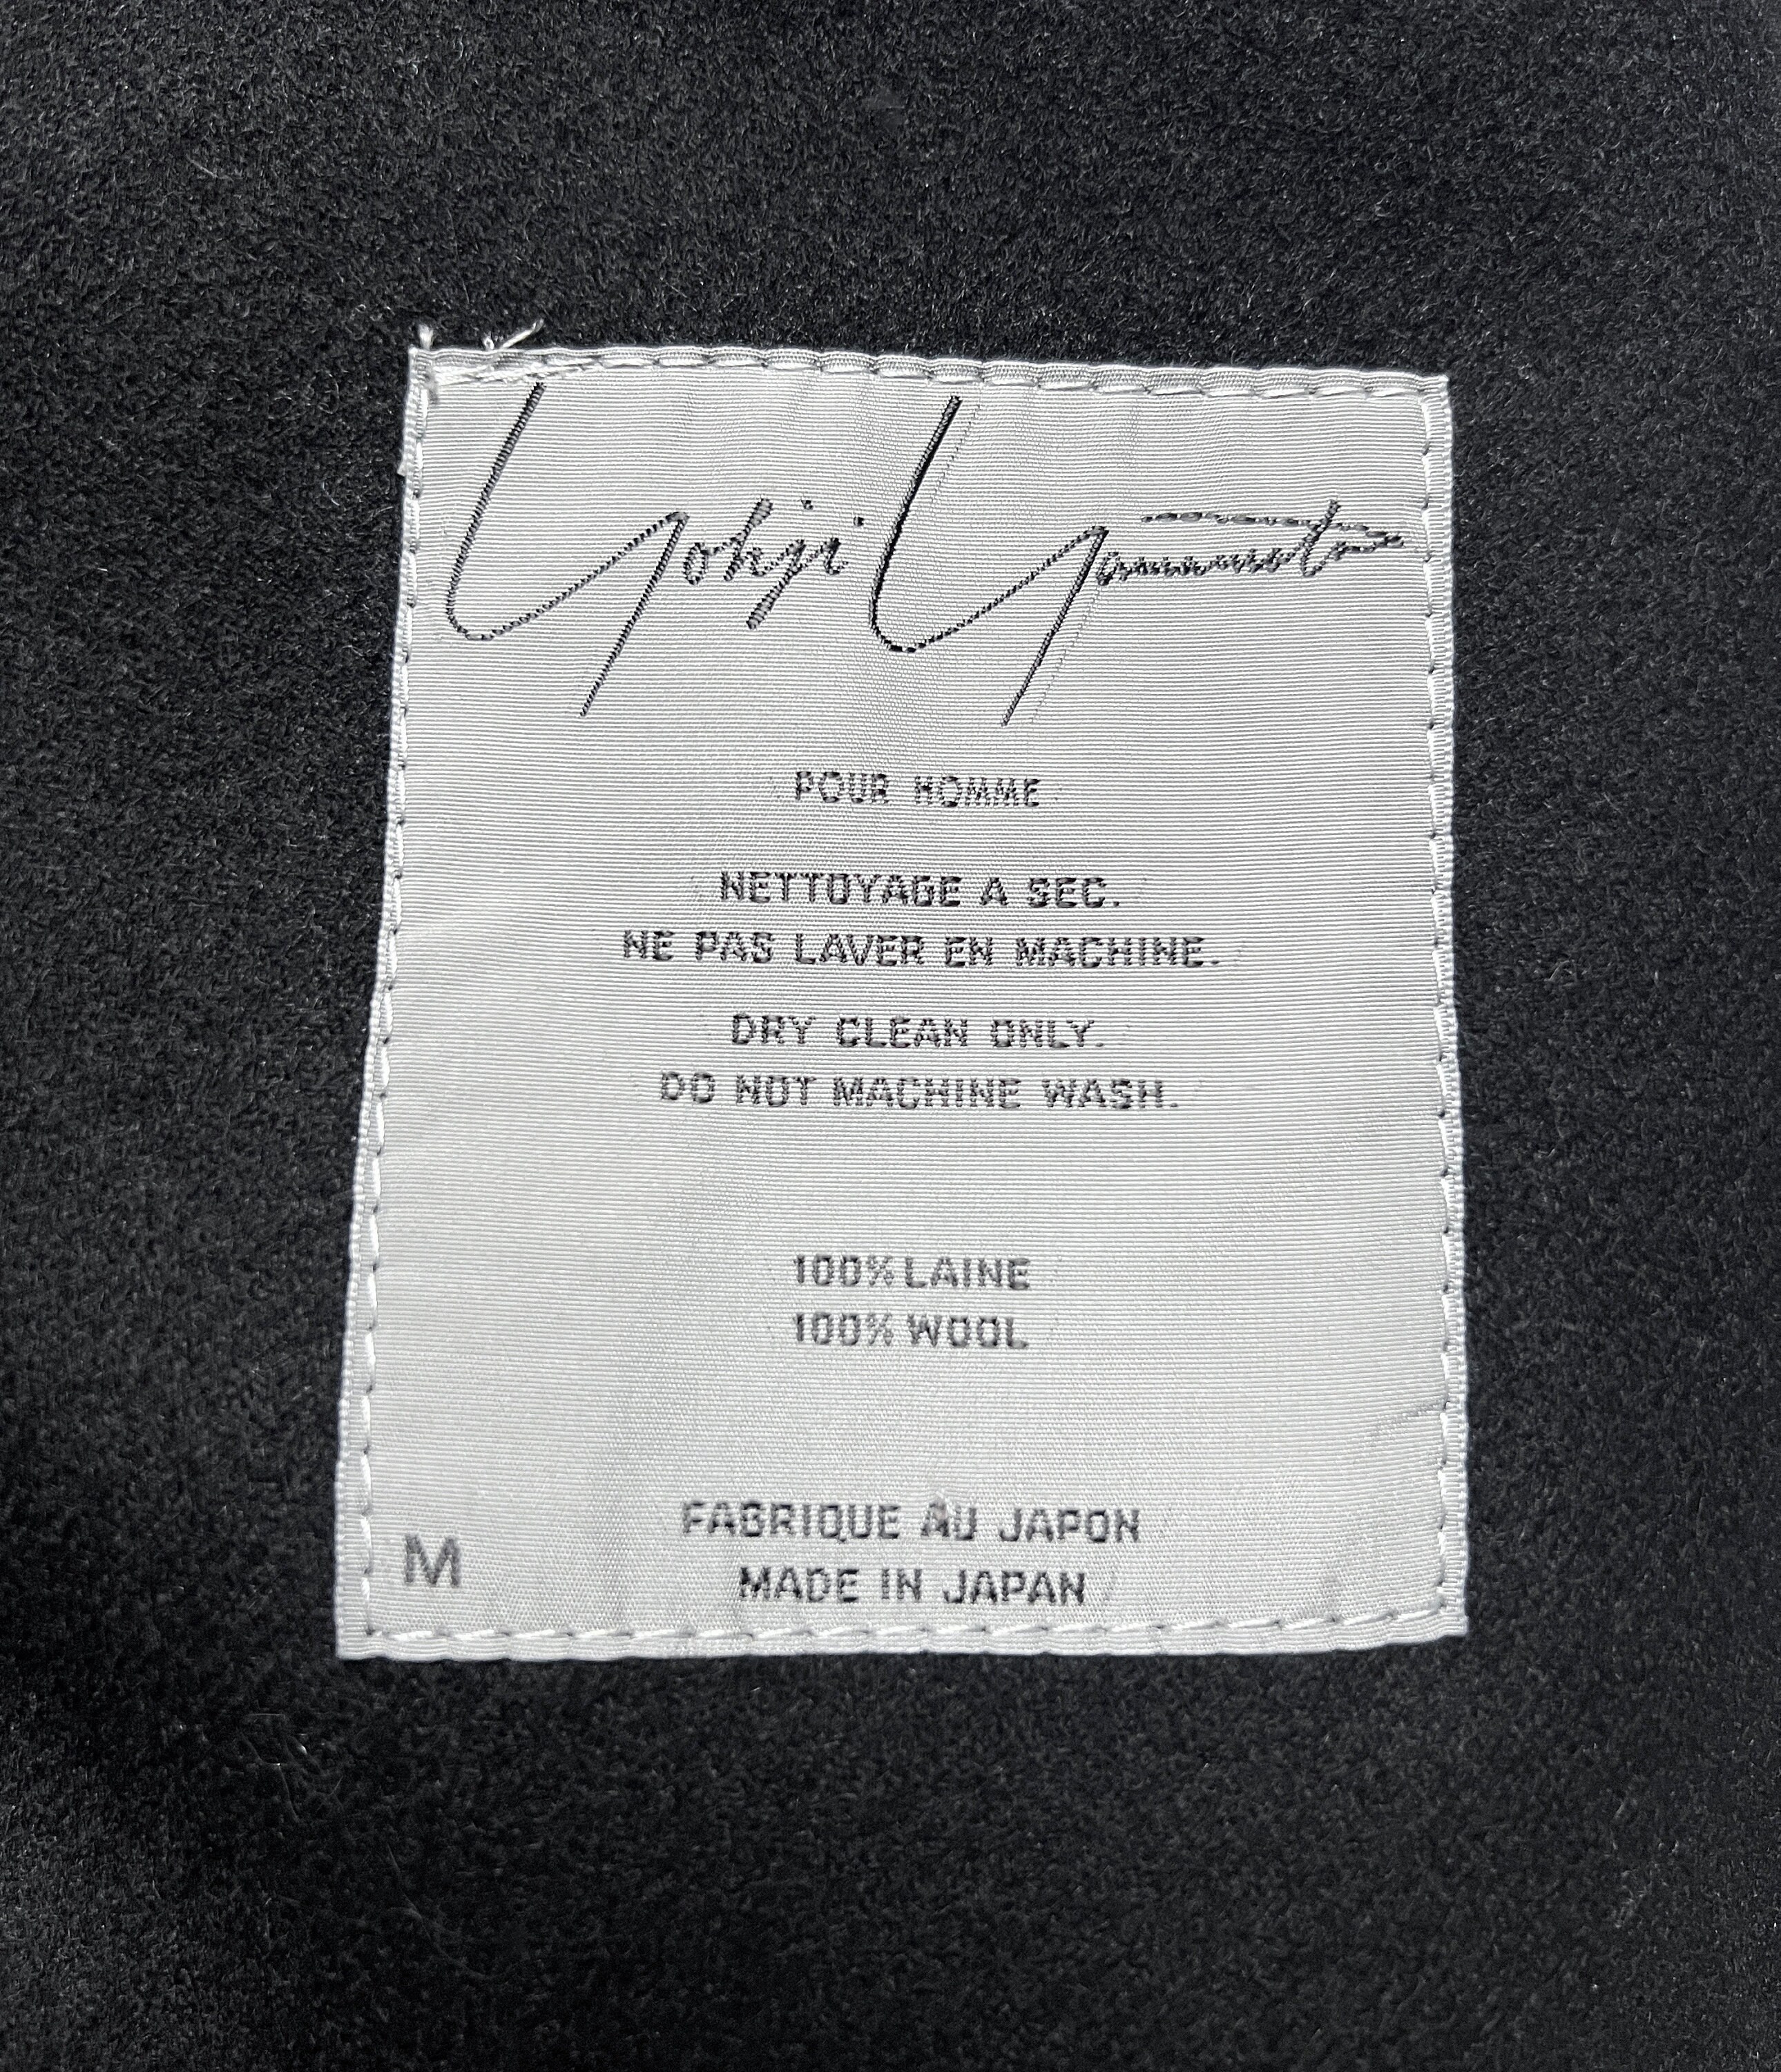 Yohji Yamamoto
POUR HOMME
NETTOYAGE A SEC.
NE PAS LAVER EN MACHINE.
DRY CLEAN ONLY.
DO NOT MACHINE WASH.
100% LAINE
100% WOOL
FABRIQUE AU JAPON
MADE IN JAPAN
M